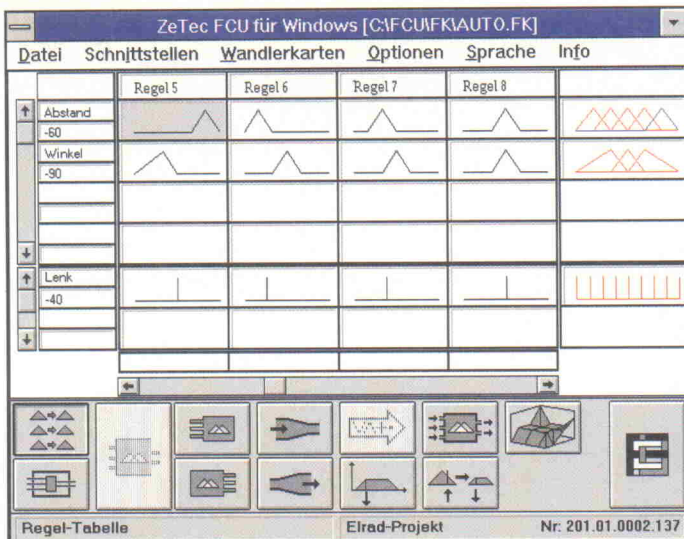 ZeTec FCU für Windows [C:\FCU\FK\AUTO.FK]
Datei Schnittstellen Wandlerkarten Optionen Sprache Info
Regel 5 Regel 6 Regel 7 Regel 8
Abstand
-60
Winkel
-90
Lenk
-40
Regel-Tabelle Elrad-Projekt Nr: 201.01.0002.137